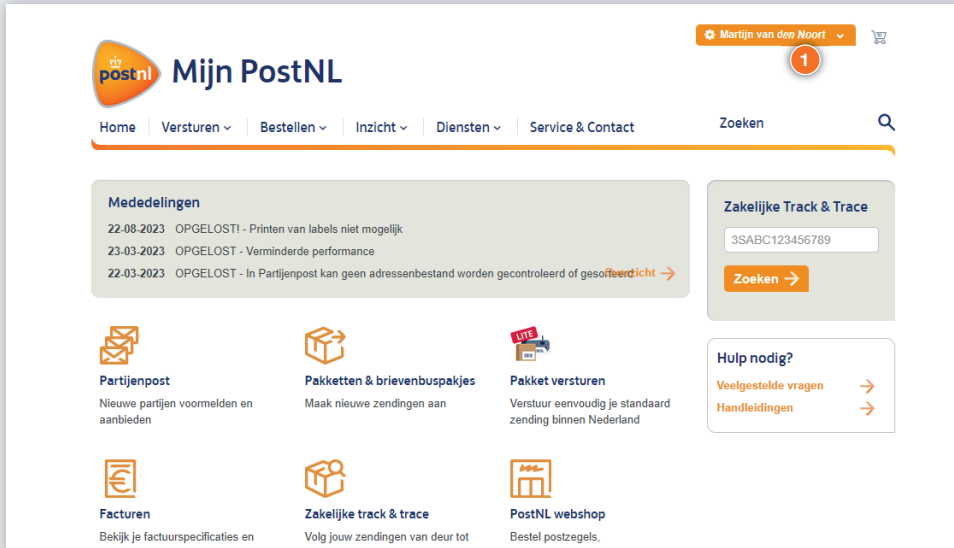 Martijn van den Noort
1
postnl
Mijn PostNL
Home
Versturen
Bestellen
Inzicht
Diensten
Service & Contact
Zoeken
Mededelingen
22-08-2023 OPGELOST! - Printen van labels niet mogelijk
23-03-2023 OPGELOST - Verminderde performance
22-03-2023 OPGELOST - In Partijenpost kan geen adressenbestand worden gecontroleerd of gesorteerd
Overzicht
Zakelijke Track & Trace
3SABC123456789
Zoeken
LITE
Partijenpost
Nieuwe partijen voormelden en
aanbieden
Pakketten & brievenbuspakjes
Maak nieuwe zendingen aan
Pakket versturen
Verstuur eenvoudig je standaard
zending binnen Nederland
Hulp nodig?
Veelgestelde vragen
Handleidingen
Facturen
Bekijk je factuurspecificaties en
Zakelijke track & trace
Volg jouw zendingen van deur tot
PostNL webshop
Bestel postzegels,